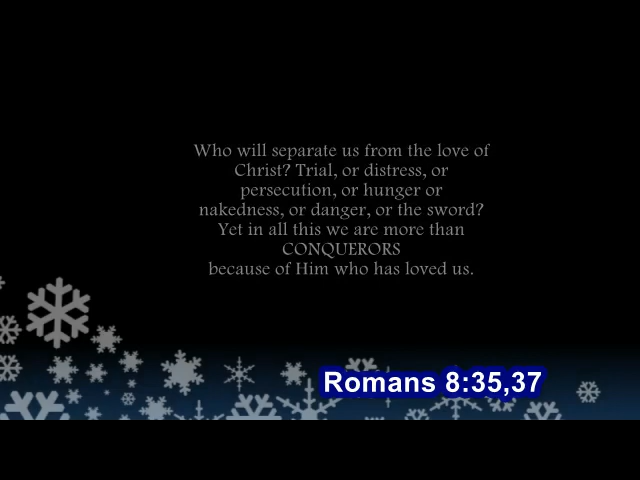 Who will separate us from the love of
Christ? Trial, or distress, or
persecution, or hunger or
nakedness, or danger, or the sword?
Yet in all this we are more than
CONQUERORS
because of Him who has loved us.
Romans 8:35,37